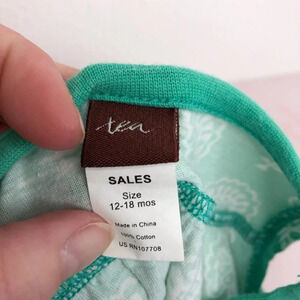 tea
SALES
Size
12-18 mos
Made in China
100% Cotton
US RN107708